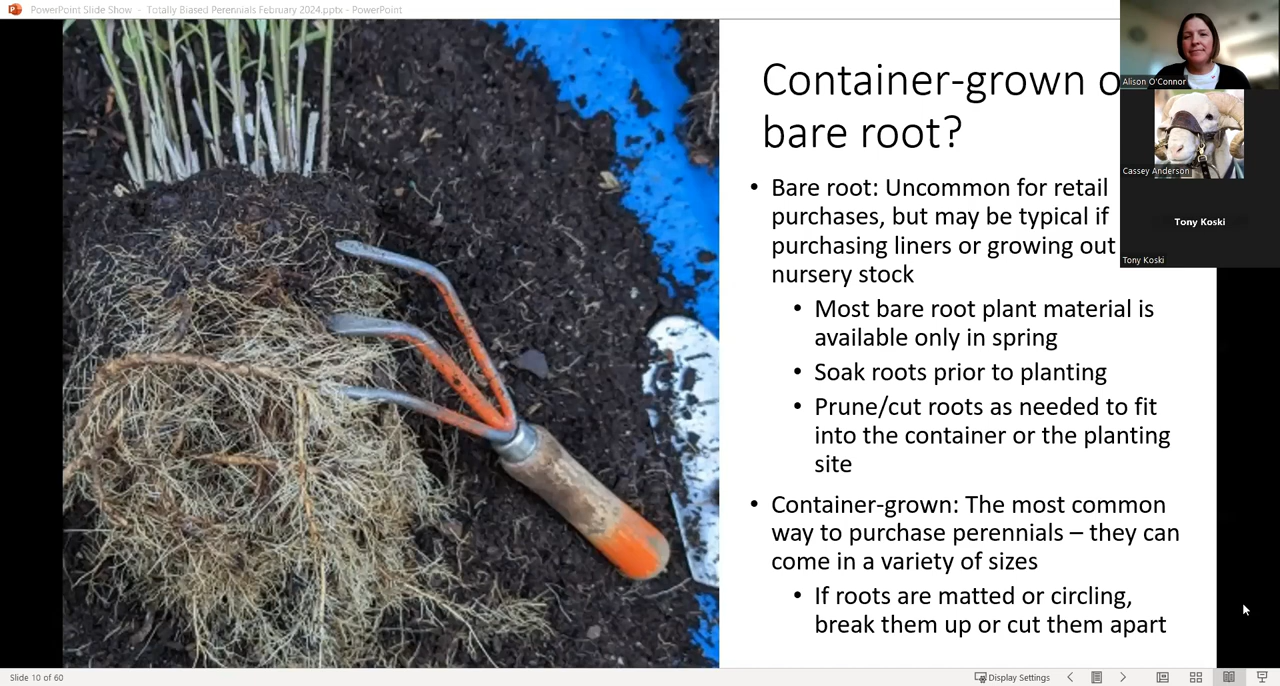 PowerPoint Slide Show - Totally Biased Perennials February 2024.pptx - PowerPoint
Container-grown o
bare root?
• Bare root: Uncommon for retail
purchases, but may be typical if
purchasing liners or growing out
nursery stock
• Most bare root plant material is
available only in spring
• Soak roots prior to planting
• Prune/cut roots as needed to fit
into the container or the planting
site
• Container-grown: The most common
way to purchase perennials – they can
come in a variety of sizes
• If roots are matted or circling,
break them up or cut them apart
Alison O'Connor
Cassey Anderson
Tony Koski
Tony Koski
Slide 10 of 60
Display Settings